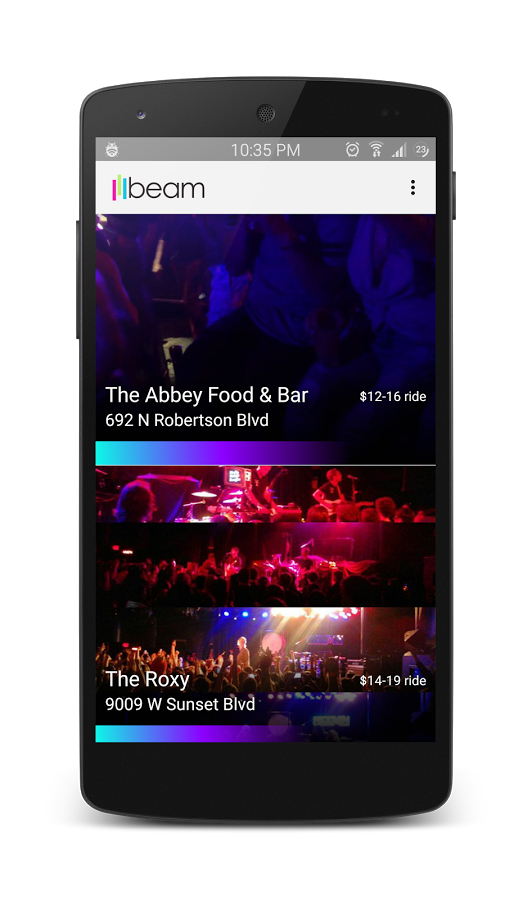 10:35 PM
23
beam
The Abbey Food & Bar
$12-16 ride
692 N Robertson Blvd
The Roxy
$14-19 ride
9009 W Sunset Blvd